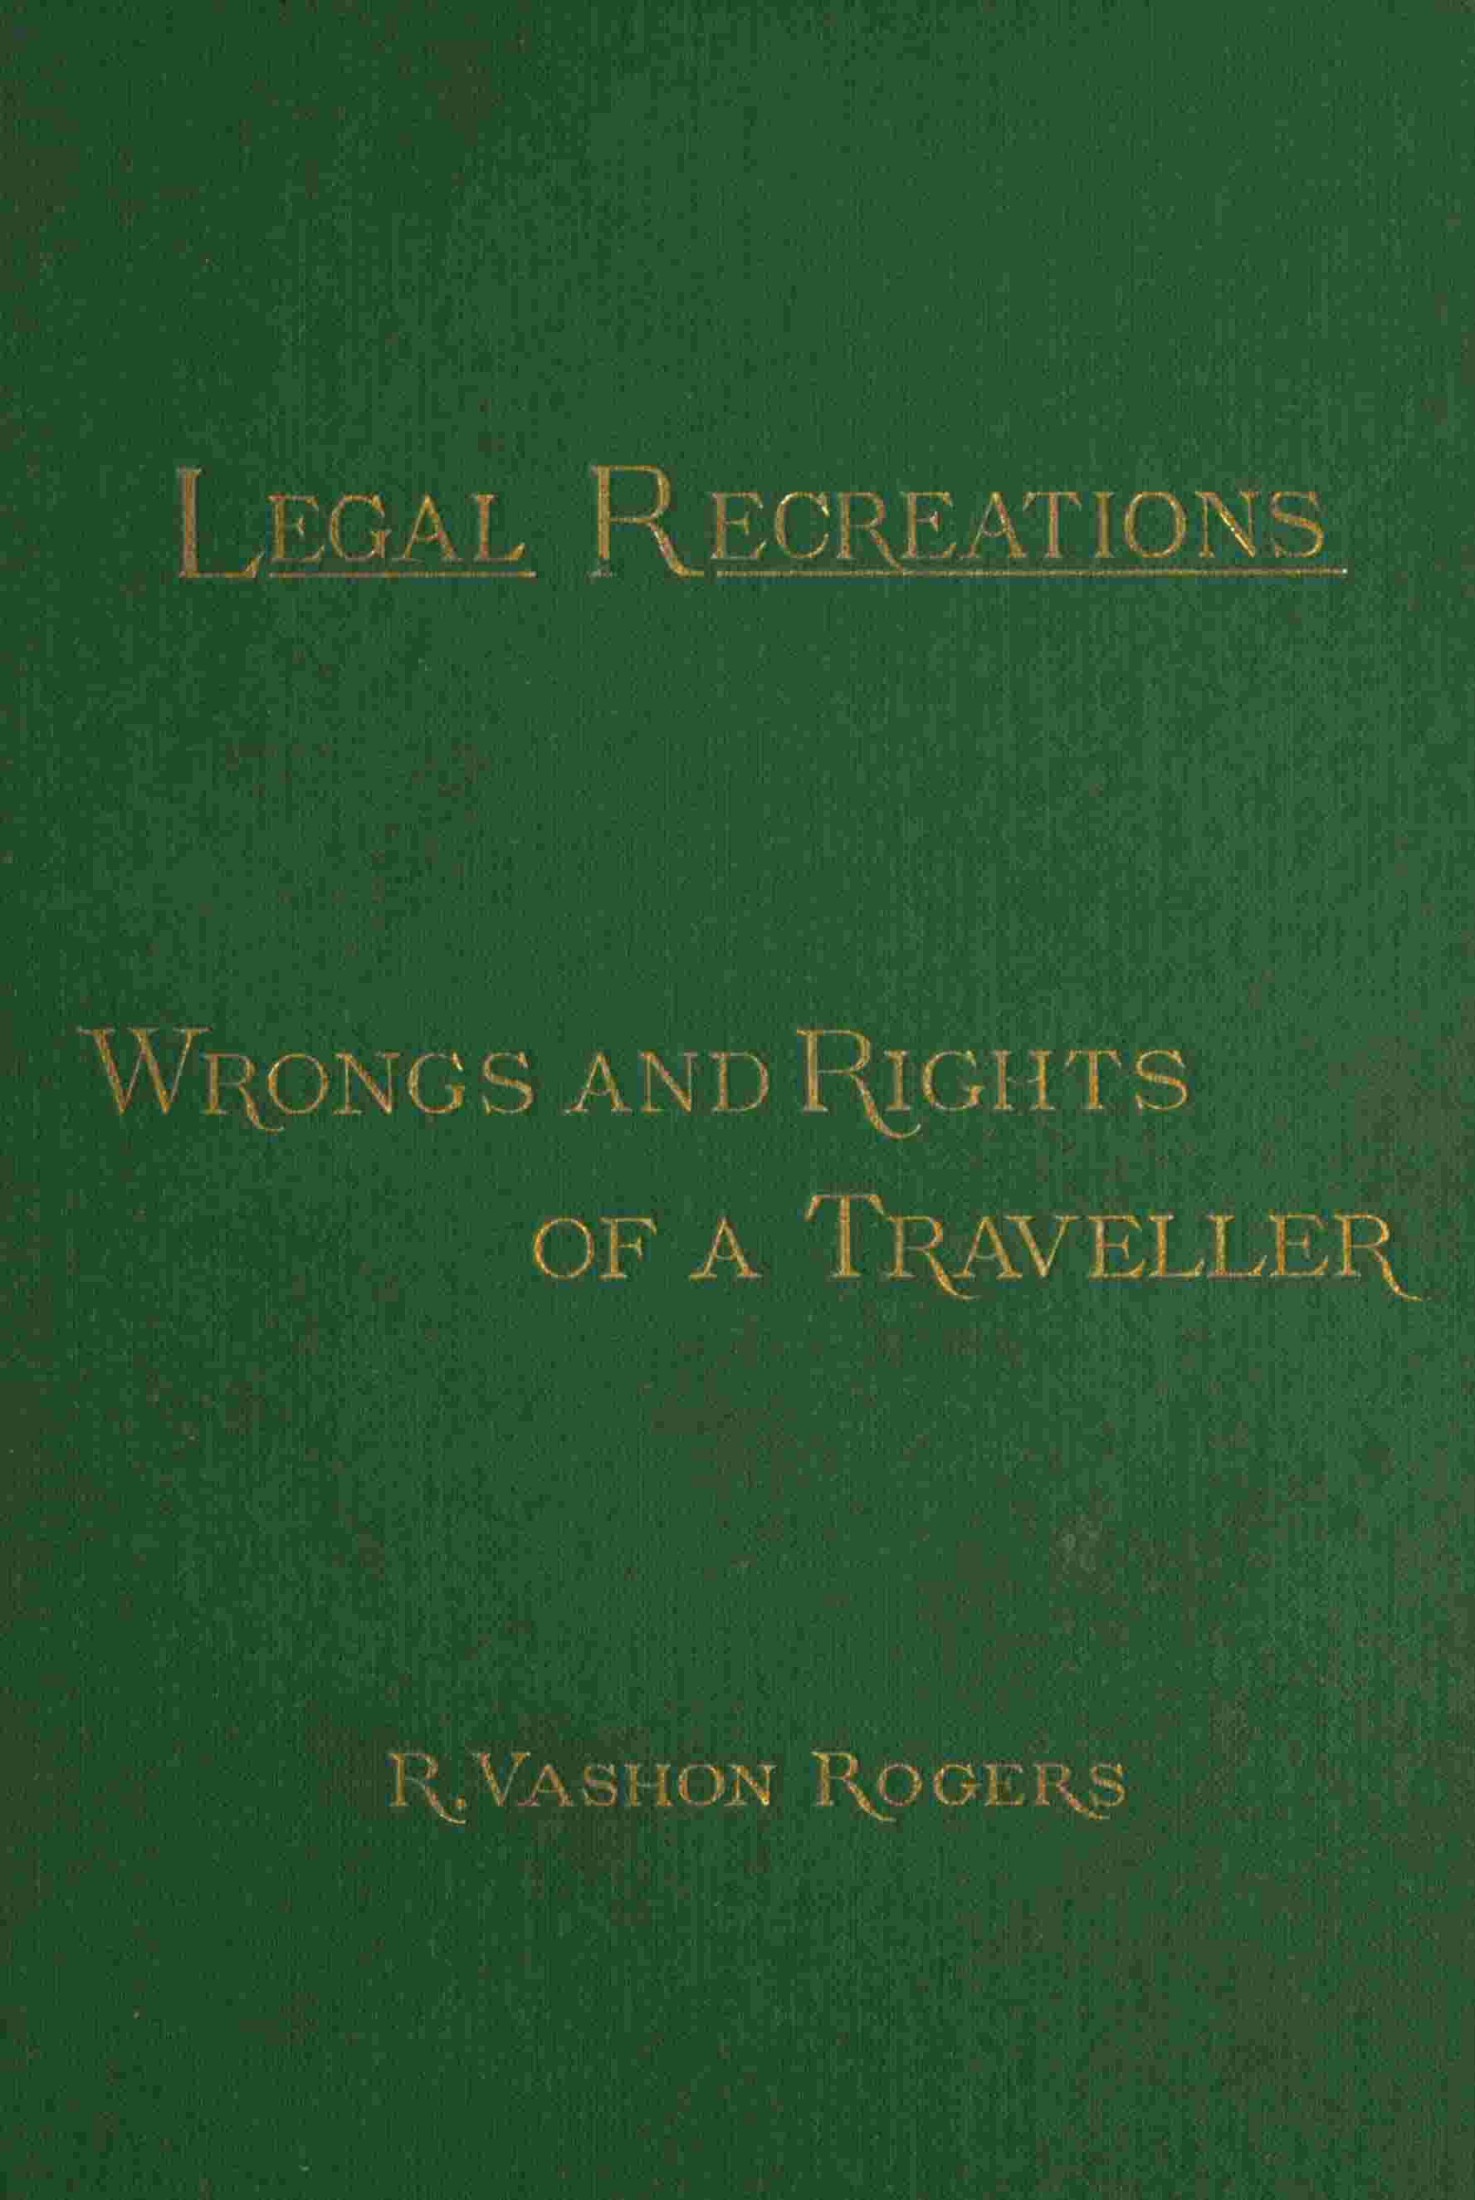 LEGAL RECREATIONS
WRONGS AND RIGHTS
OF A TRAVELLER
R. VASHON ROGERS